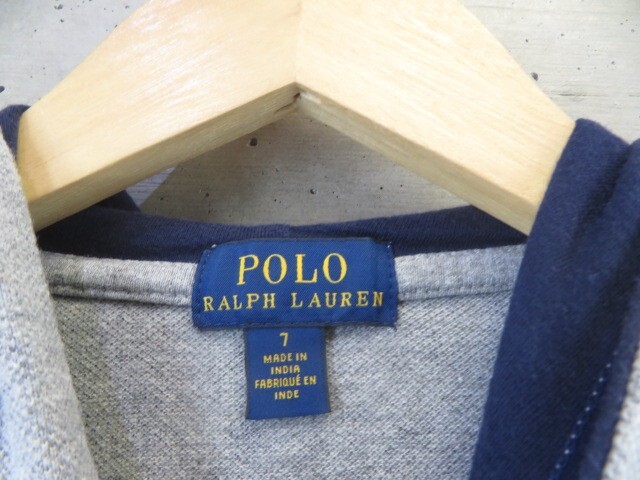 POLO
RALPH LAUREN
7
MADE IN
INDIA
FABRIQUÉ EN
INDE